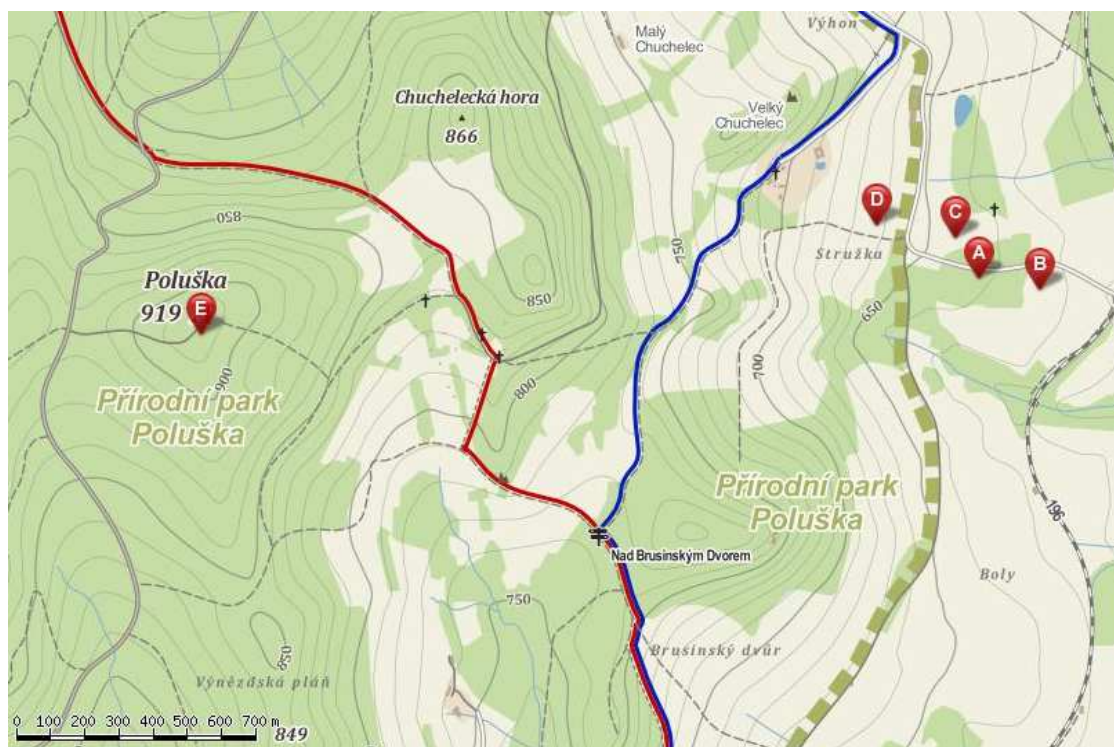 Výhon
Malý
Chuchelec
Chuchelecká hora
866
Velký
Chuchelec
750
D
C
850
Stružka
A
B
Poluška
919
E
850
650
700
900
800
Přírodní park
Poluška
Přírodní park
Poluška
196
Nad Brusinským Dvorem
Boly
750
Brusinský dvůr
850
Výnězdská pláň
0 100 200 300 400 500 600 700 m
849